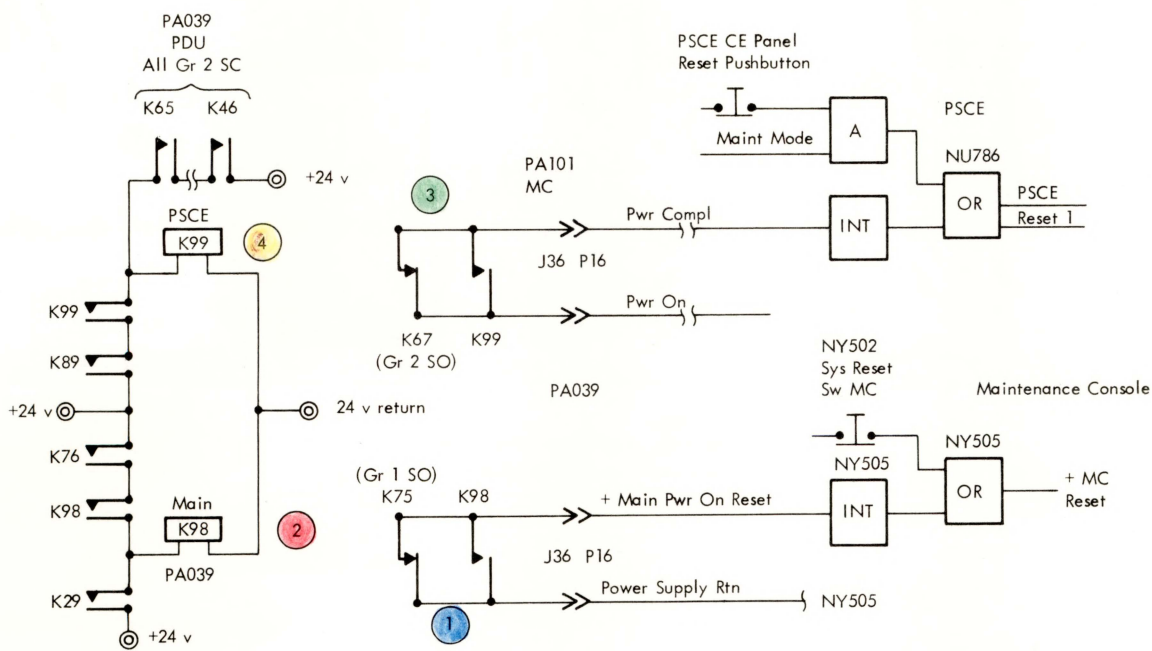 PA039
PDU
All Gr 2 SC
K65 K46
+24 v
PSCE
K99
4
K99
K89
+24 v
24 v return
K76
K98
Main
K98
2
PA039
K29
+24 v
3
PA101
MC
Pwr Compl
J36 P16
Pwr On
K67 K99
(Gr 2 SO)
PA039
(Gr 1 SO)
K75 K98
+ Main Pwr On Reset
J36 P16
Power Supply Rtn
NY505
1
PSCE CE Panel
Reset Pushbutton
Maint Mode
A
PSCE
NU786
OR
INT
PSCE
Reset 1
NY502
Sys Reset
Sw MC
Maintenance Console
NY505
INT
NY505
OR
+ MC
Reset